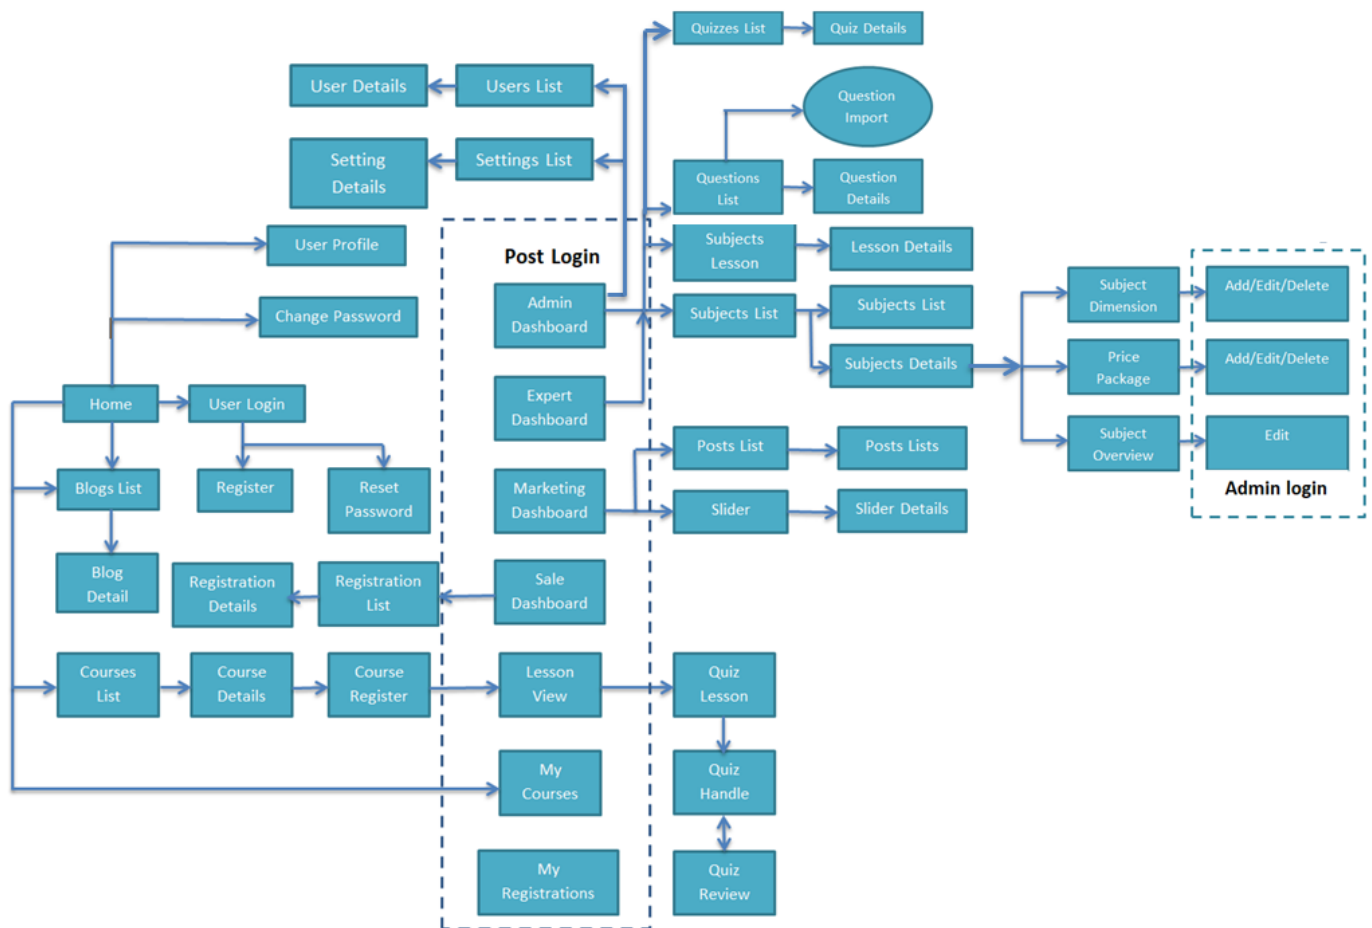 Quizzes List
Quiz Details
User Details
Users List
Question
Import
Setting
Details
Settings List
Questions
List
Question
Details
User Profile
Post Login
Subjects
Lesson
Lesson Details
Change Password
Admin
Dashboard
Subjects List
Subjects List
Subject
Dimension
Add/Edit/Delete
Subjects Details
Price
Package
Add/Edit/Delete
Home
User Login
Expert
Dashboard
Posts List
Posts Lists
Subject
Overview
Edit
Blogs List
Register
Reset
Password
Marketing
Dashboard
Slider
Slider Details
Admin login
Blog
Detail
Registration
Details
Registration
List
Sale
Dashboard
Courses
List
Course
Details
Course
Register
Lesson
View
Quiz
Lesson
My
Courses
Quiz
Handle
My
Registrations
Quiz
Review